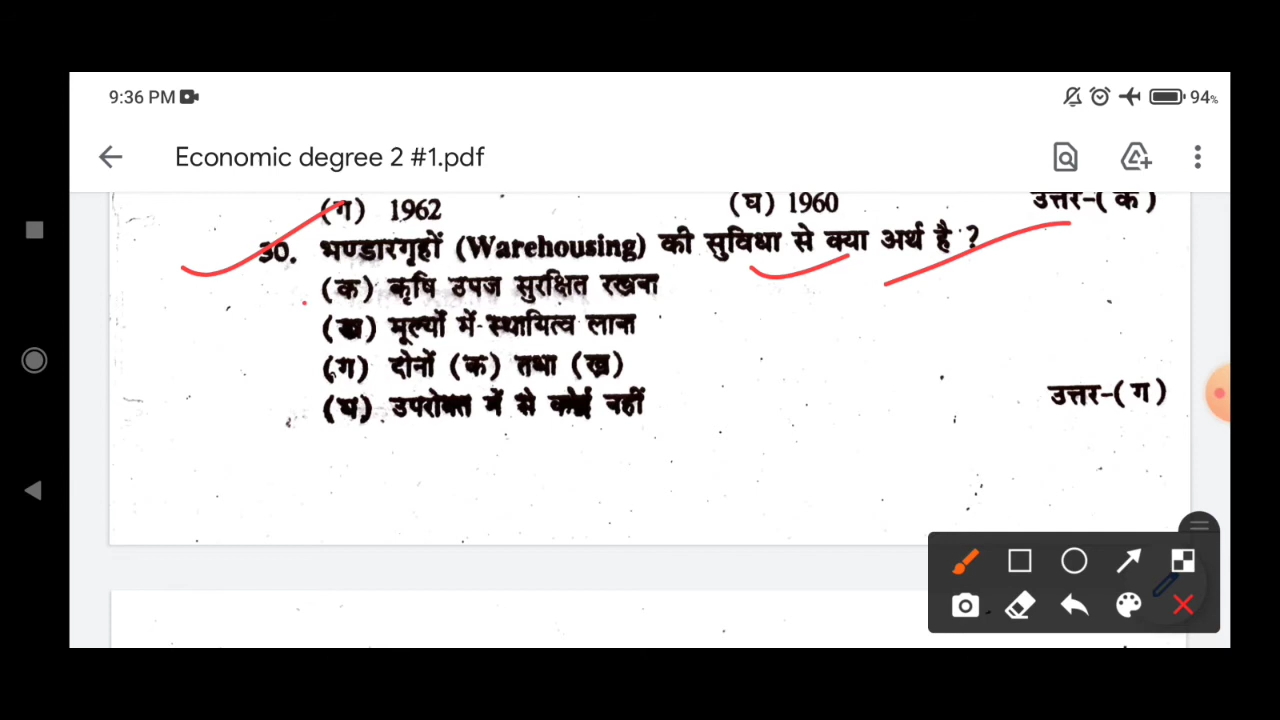 9:36 PM
94%
Economic degree 2 #1.pdf
(ग) 1962 (घ) 1960 उत्तर-(क)
30. भण्डारगृहों (Warehousing) की सुविधा से क्या अर्थ है ?
(क) कृषि उपज सुरक्षित रखना
(ख) मूल्यों में स्थायित्व लाना
(ग) दोनों (क) तथा (ख)
(घ) उपरोक्त में से कोई नहीं
उत्तर-(ग)